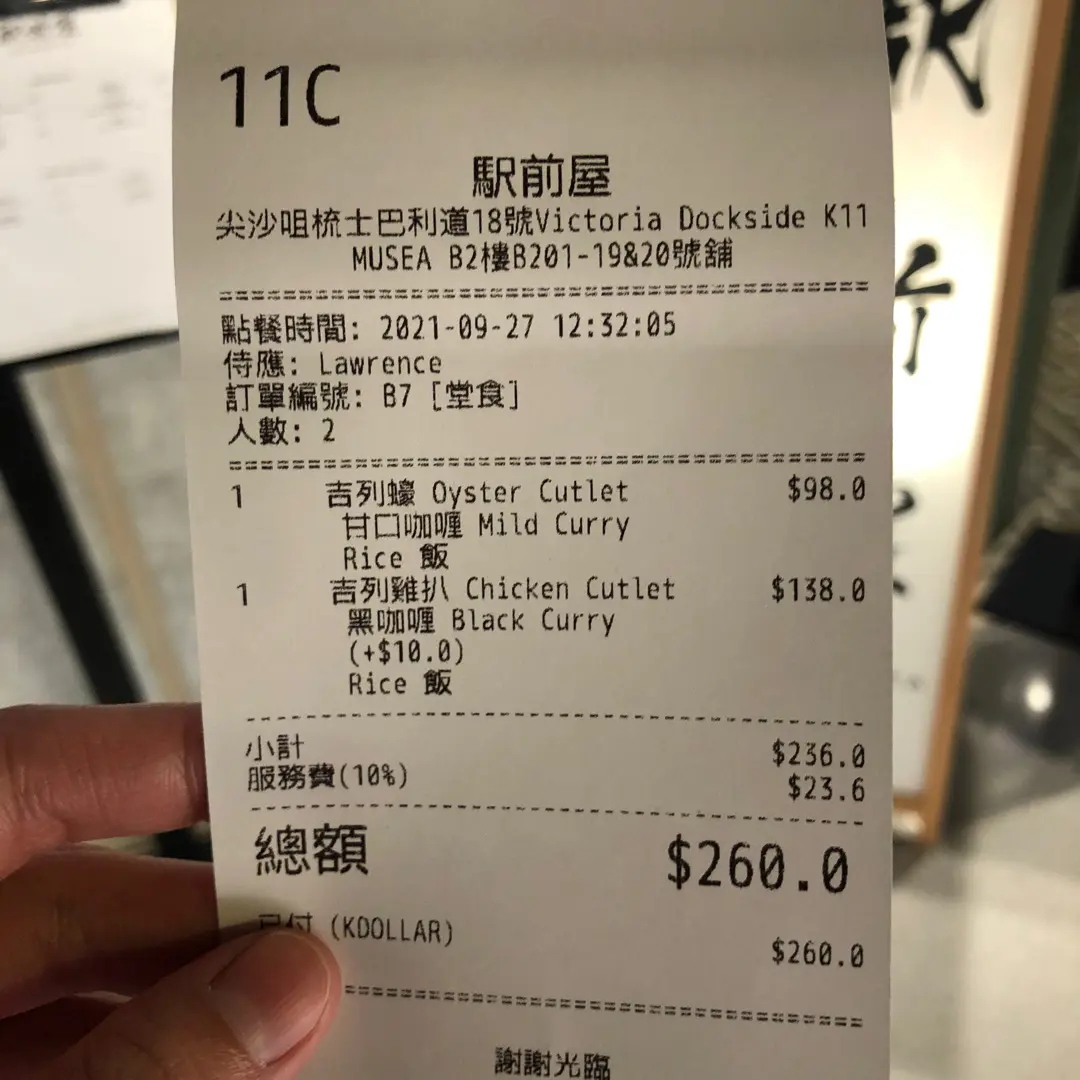 11C
駅前屋
尖沙咀梳士巴利道18號Victoria Dockside K11
MUSEA B2樓B201-19&20號舖
點餐時間: 2021-09-27 12:32:05
侍應: Lawrence
訂單編號: B7 [堂食]
人數: 2
1 吉列蠔 Oyster Cutlet $98.0
甘口咖喱 Mild Curry
Rice 飯
1 吉列雞扒 Chicken Cutlet $138.0
黑咖喱 Black Curry
(+$10.0)
Rice 飯
小計 $236.0
服務費(10%) $23.6
總額 $260.0
已付 (KDOLLAR) $260.0
謝謝光臨